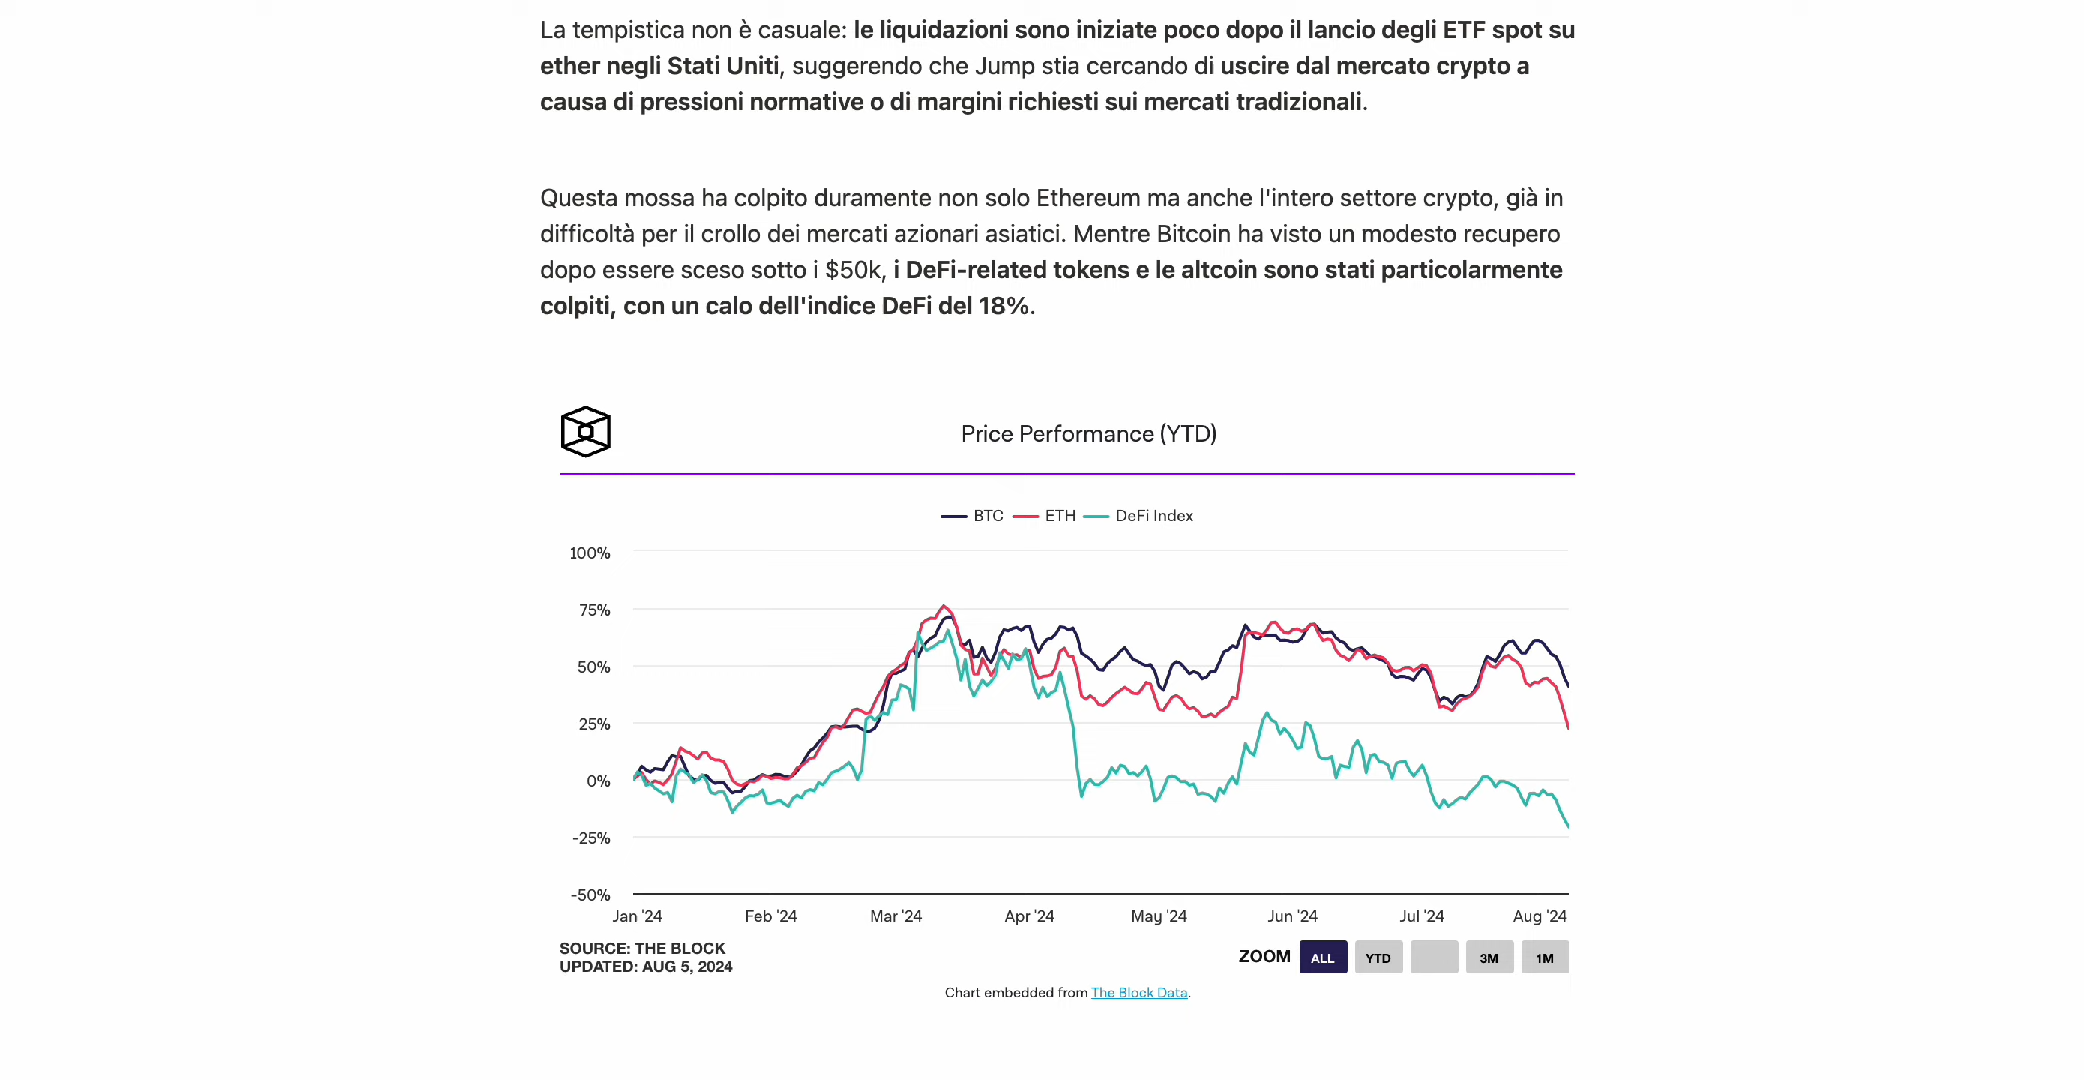 La tempistica non è casuale: le liquidazioni sono iniziate poco dopo il lancio degli ETF spot su
ether negli Stati Uniti, suggerendo che Jump stia cercando di uscire dal mercato crypto a
causa di pressioni normative o di margini richiesti sui mercati tradizionali.
Questa mossa ha colpito duramente non solo Ethereum ma anche l'intero settore crypto, già in
difficoltà per il crollo dei mercati azionari asiatici. Mentre Bitcoin ha visto un modesto recupero
dopo essere sceso sotto i $50k, i DeFi-related tokens e le altcoin sono stati particolarmente
colpiti, con un calo dell'indice DeFi del 18%.
Price Performance (YTD)
BTC ETH DeFi Index
100%
75%
50%
25%
0%
-25%
-50%
Jan '24 Feb '24 Mar '24 Apr '24 May '24 Jun '24 Jul '24 Aug '24
SOURCE: THE BLOCK
UPDATED: AUG 5, 2024
ZOOM ALL YTD 3M 1M
Chart embedded from The Block Data.